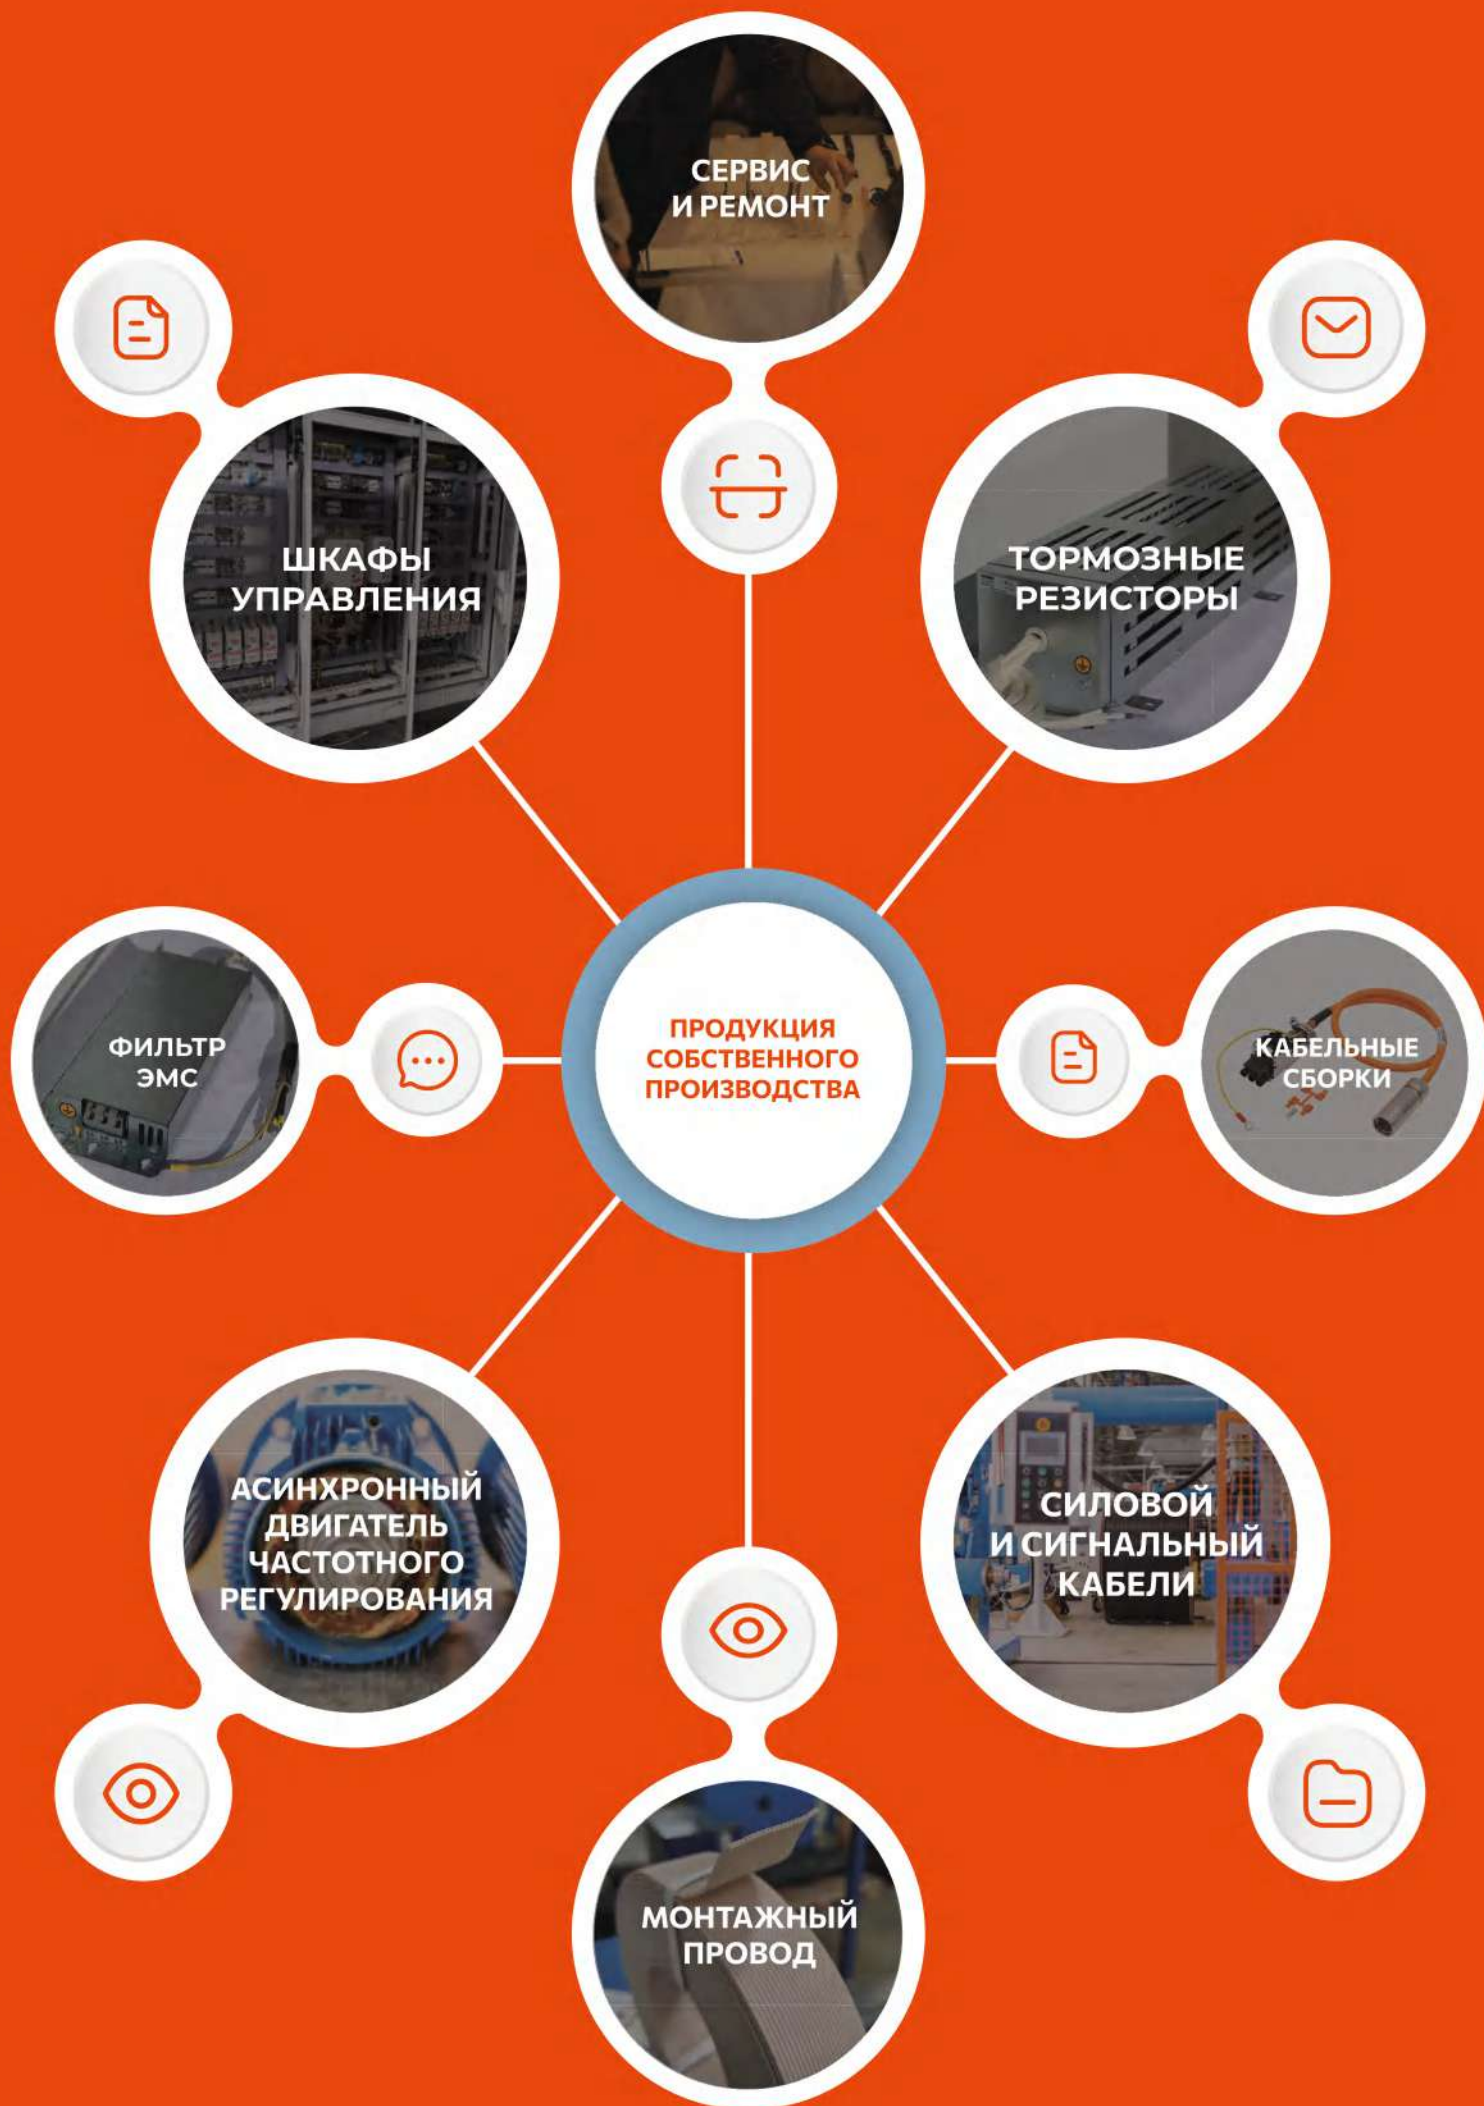 СЕРВИС
И РЕМОНТ
ШКАФЫ
УПРАВЛЕНИЯ
ТОРМОЗНЫЕ
РЕЗИСТОРЫ
ФИЛЬТР
ЭМС
ПРОДУКЦИЯ
СОБСТВЕННОГО
ПРОИЗВОДСТВА
КАБЕЛЬНЫЕ
СБОРКИ
АСИНХРОННЫЙ
ДВИГАТЕЛЬ
ЧАСТОТНОГО
РЕГУЛИРОВАНИЯ
СИЛОВОЙ
И СИГНАЛЬНЫЙ
КАБЕЛИ
МОНТАЖНЫЙ
ПРОВОД